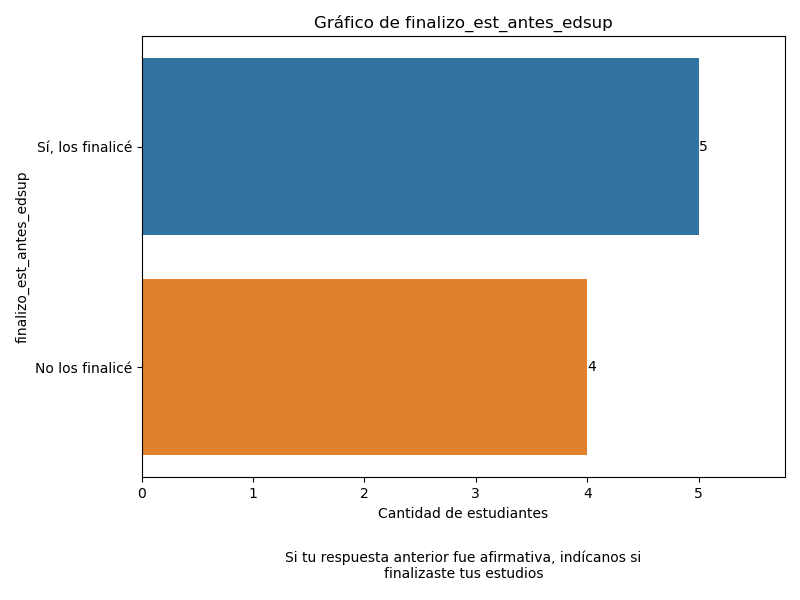 Gráfico de finalizo_est_antes_edsup
finalizo_est_antes_edsup
Sí, los finalicé
5
No los finalicé
4
0 1 2 3 4 5
Cantidad de estudiantes
Si tu respuesta anterior fue afirmativa, indícanos si
finalizaste tus estudios